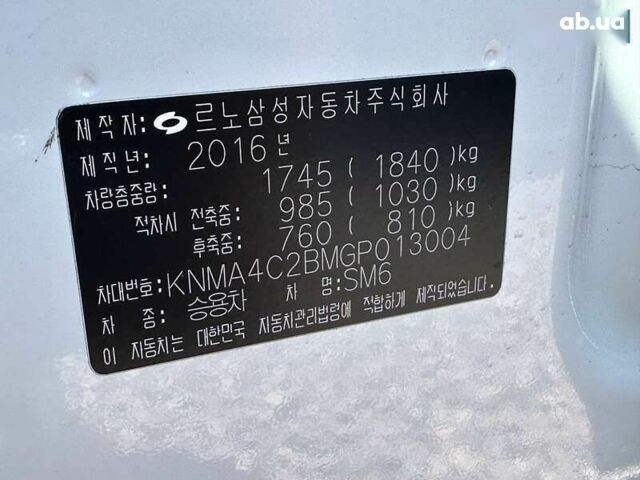 ab.ua
제 작 자: 르노삼성자동차주식회사
제 작 년: 2016 년
차량총중량: 1745 ( 1840 )kg
적차시 전축중: 985 ( 1030 )kg
후축중: 760 ( 810 )kg
차대번호: KNMA4C2BMGP013004
차 종: 승용차 차 명: SM6
이 자동차는 대한민국 자동차관리법령에 적합하게 제작되었습니다.